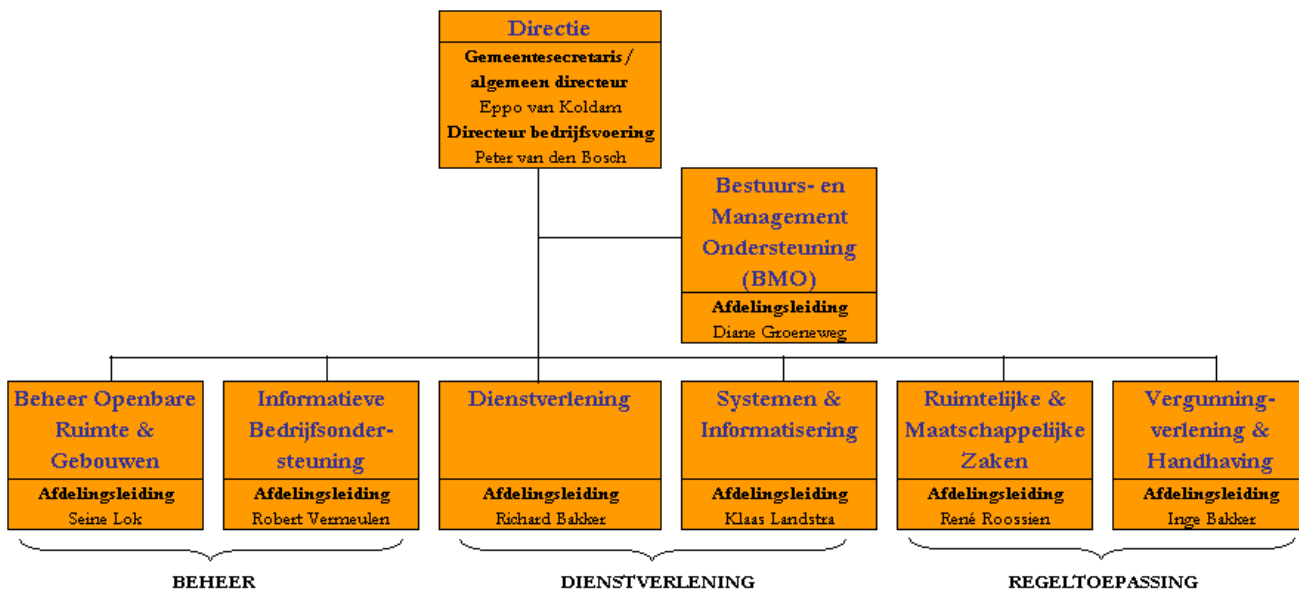 Directie
Gemeentesecretaris /
algemeen directeur
Eppo van Koldam
Directeur bedrijfsvoering
Peter van den Bosch
Bestuurs- en
Management
Ondersteuning
(BMO)
Afdelingsleiding
Diane Groeneweg
Beheer Openbare
Ruimte &
Gebouwen
Afdelingsleiding
Seine Lok
Informatieve
Bedrijfsonder-
steuning
Afdelingsleiding
Robert Vermeulen
Dienstverlening
Afdelingsleiding
Richard Bakker
Systemen &
Informatisering
Afdelingsleiding
Klaas Landstra
Ruimtelijke &
Maatschappelijke
Zaken
Afdelingsleiding
René Roossien
Vergunning-
verlening &
Handhaving
Afdelingsleiding
Inge Bakker
BEHEER
DIENSTVERLENING
REGELTOEPASSING